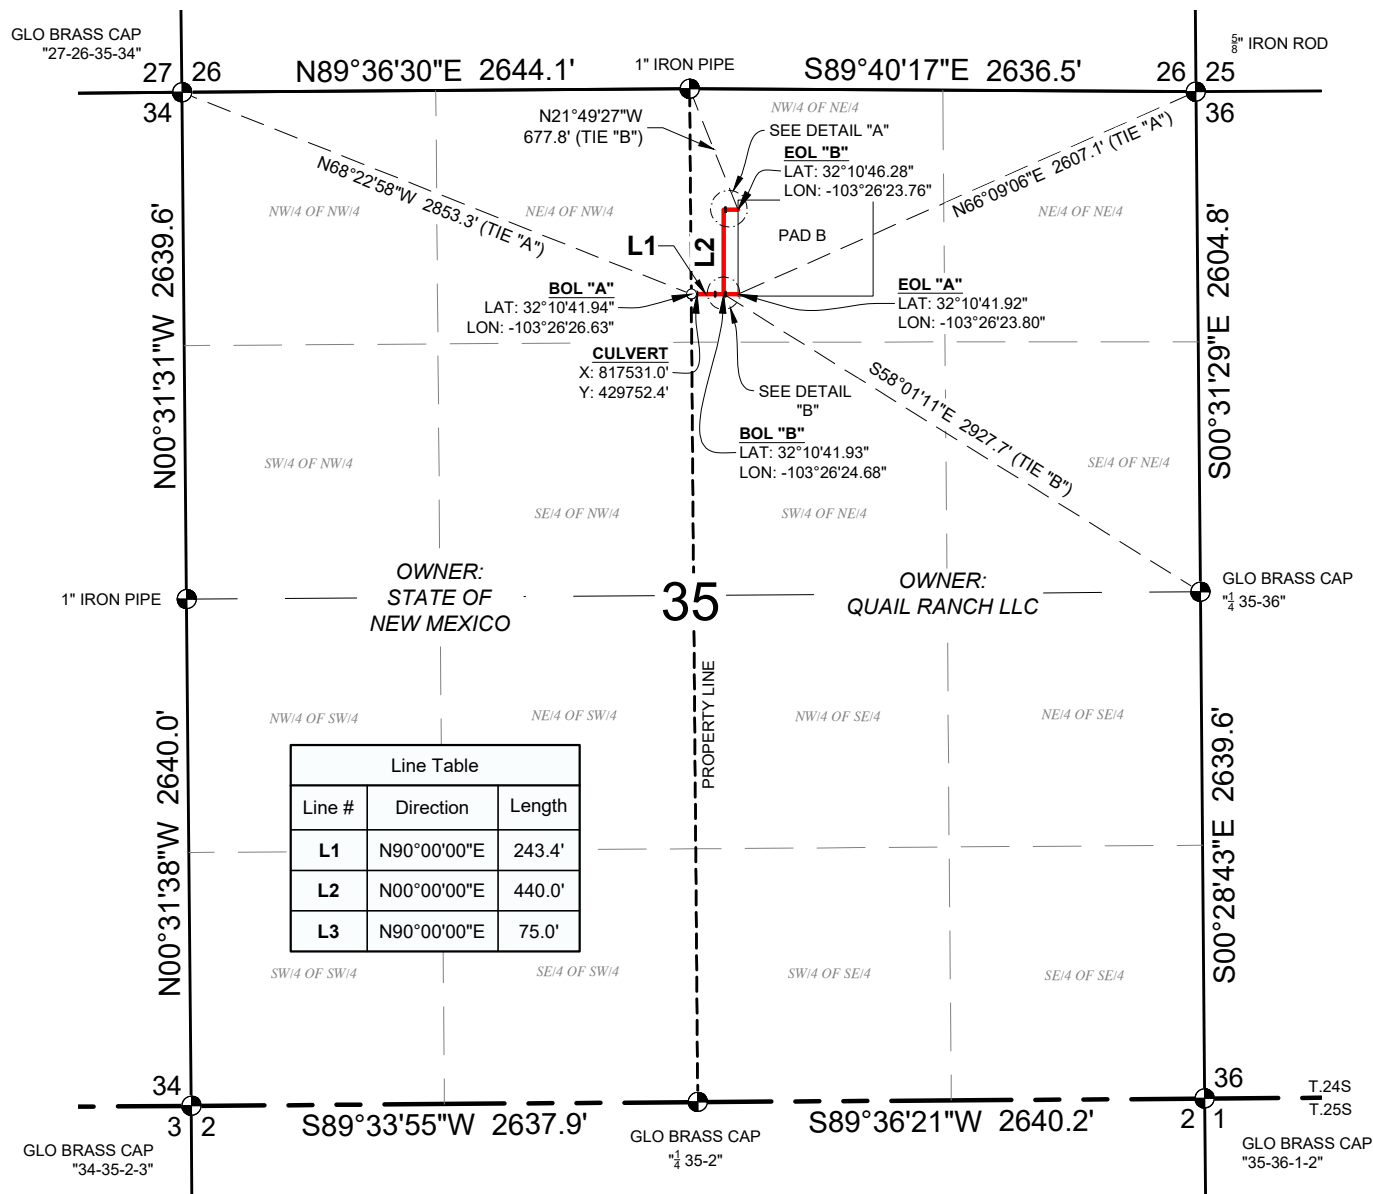 GLO BRASS CAP
"27-26-35-34"
27
26
34
N89°36'30"E 2644.1'
1" IRON PIPE
S89°40'17"E 2636.5'
5/8" IRON ROD
26
25
36
N21°49'27"W
677.8' (TIE "B")
NW/4 OF NE/4
SEE DETAIL "A"
EOL "B"
LAT: 32°10'46.28"
LON: -103°26'23.76"
N66°09'06"E 2607.1' (TIE "A")
N68°22'58"W 2853.3' (TIE "A")
NW/4 OF NW/4
NE/4 OF NW/4
NE/4 OF NE/4
L1
L2
PAD B
BOL "A"
LAT: 32°10'41.94"
LON: -103°26'26.63"
EOL "A"
LAT: 32°10'41.92"
LON: -103°26'23.80"
N00°31'31"W 2639.6'
S00°31'29"E 2604.8'
CULVERT
X: 817531.0'
Y: 429752.4'
SEE DETAIL
"B"
BOL "B"
LAT: 32°10'41.93"
LON: -103°26'24.68"
S58°01'11"E 2927.7' (TIE "B")
SW/4 OF NW/4
SE/4 OF NE/4
SE/4 OF NW/4
SW/4 OF NE/4
1" IRON PIPE
OWNER:
STATE OF
NEW MEXICO
35
OWNER:
QUAIL RANCH LLC
GLO BRASS CAP
"1/4 35-36"
PROPERTY LINE
NW/4 OF SW/4
NE/4 OF SW/4
NW/4 OF SE/4
NE/4 OF SE/4
N00°31'38"W 2640.0'
S00°28'43"E 2639.6'
Line Table
Line # Direction Length
L1 N90°00'00"E 243.4'
L2 N00°00'00"E 440.0'
L3 N90°00'00"E 75.0'
SW/4 OF SW/4
SE/4 OF SW/4
SW/4 OF SE/4
SE/4 OF SE/4
34
3
2
S89°33'55"W 2637.9'
S89°36'21"W 2640.2'
36
2
1
T.24S
T.25S
GLO BRASS CAP
"34-35-2-3"
GLO BRASS CAP
"1/4 35-2"
GLO BRASS CAP
"35-36-1-2"